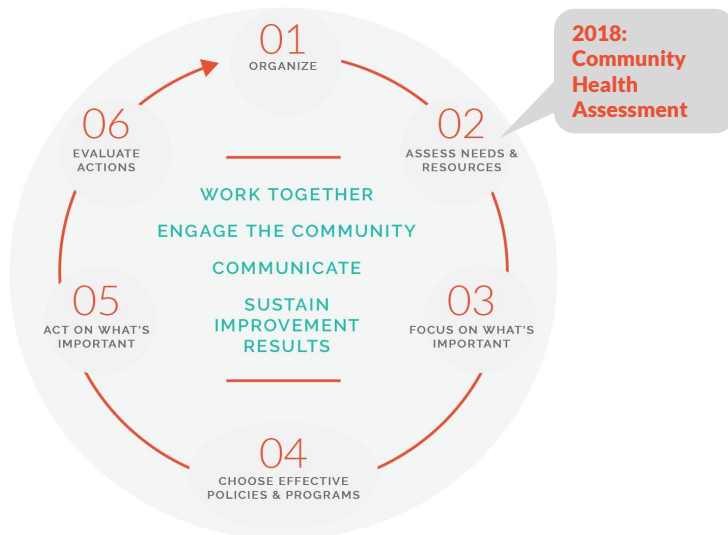 01
ORGANIZE
2018:
Community
Health
Assessment
02
ASSESS NEEDS &
RESOURCES
03
FOCUS ON WHAT'S
IMPORTANT
04
CHOOSE EFFECTIVE
POLICIES & PROGRAMS
05
ACT ON WHAT'S
IMPORTANT
06
EVALUATE
ACTIONS
WORK TOGETHER
ENGAGE THE COMMUNITY
COMMUNICATE
SUSTAIN
IMPROVEMENT
RESULTS